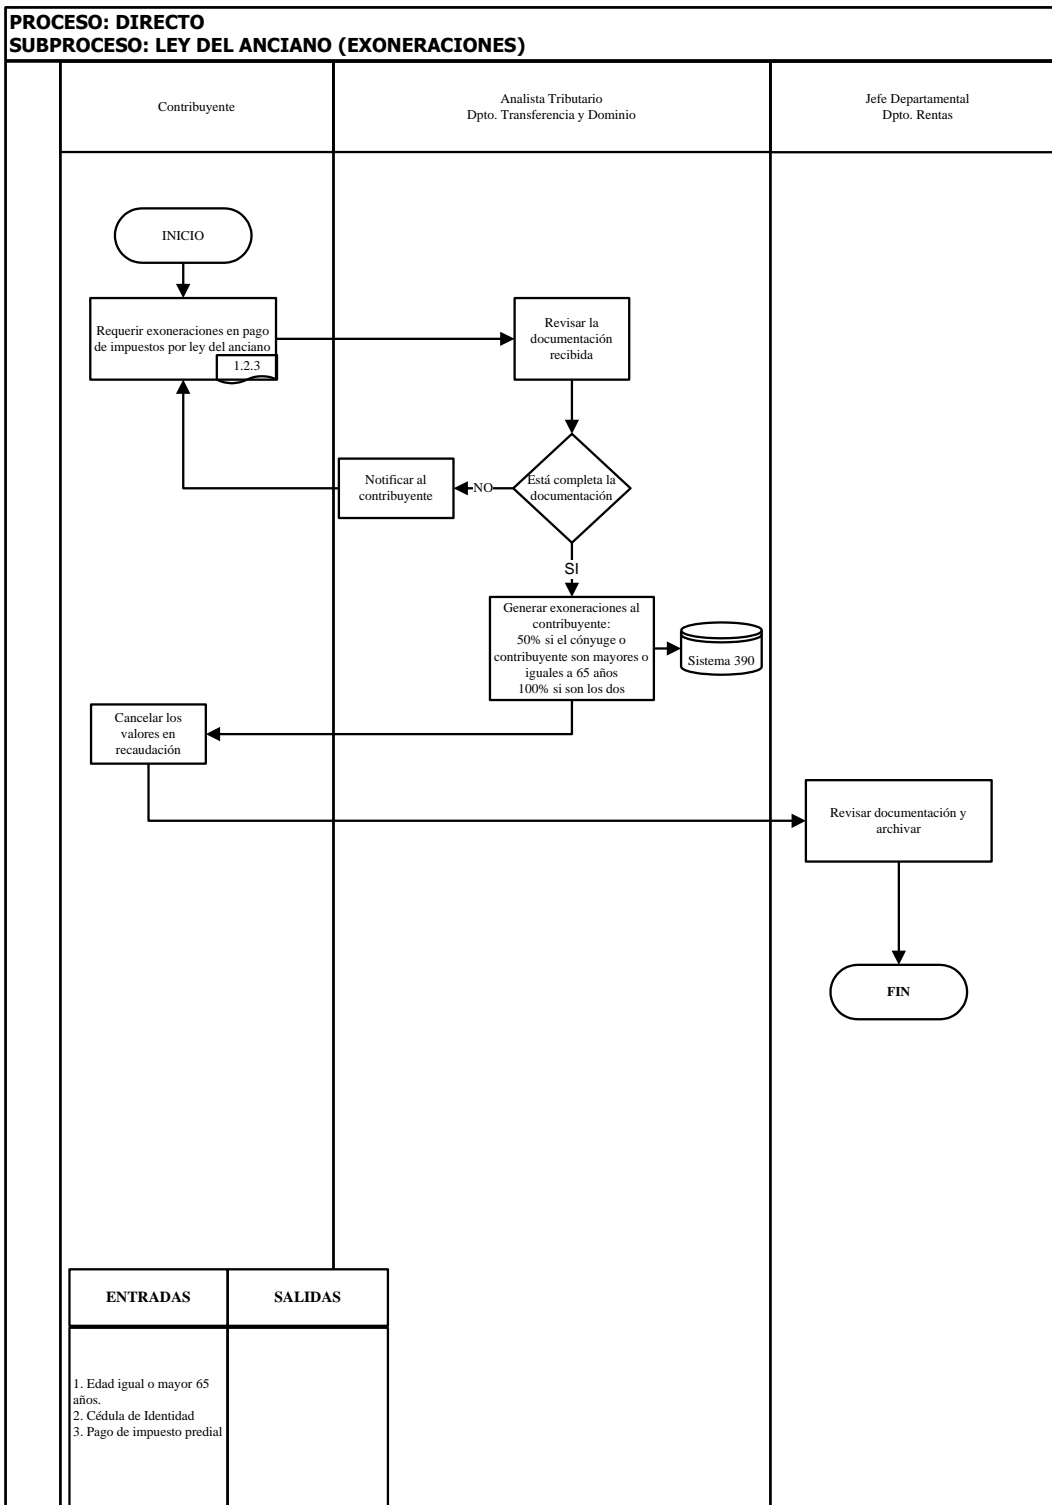 PROCESO: DIRECTO
SUBPROCESO: LEY DEL ANCIANO (EXONERACIONES)
Contribuyente
Analista Tributario
Dpto. Transferencia y Dominio
Jefe Departamental
Dpto. Rentas
INICIO
Requerir exoneraciones en pago
de impuestos por ley del anciano
1.2.3
Revisar la
documentación
recibida
Notificar al
contribuyente
NO
Está completa la
documentación
SI
Generar exoneraciones al
contribuyente:
50% si el cónyuge o
contribuyente son mayores o
iguales a 65 años
100% si son los dos
Sistema 390
Cancelar los
valores en
recaudación
Revisar documentación y
archivar
FIN
ENTRADAS
SALIDAS
1. Edad igual o mayor 65
años.
2. Cédula de Identidad
3. Pago de impuesto predial